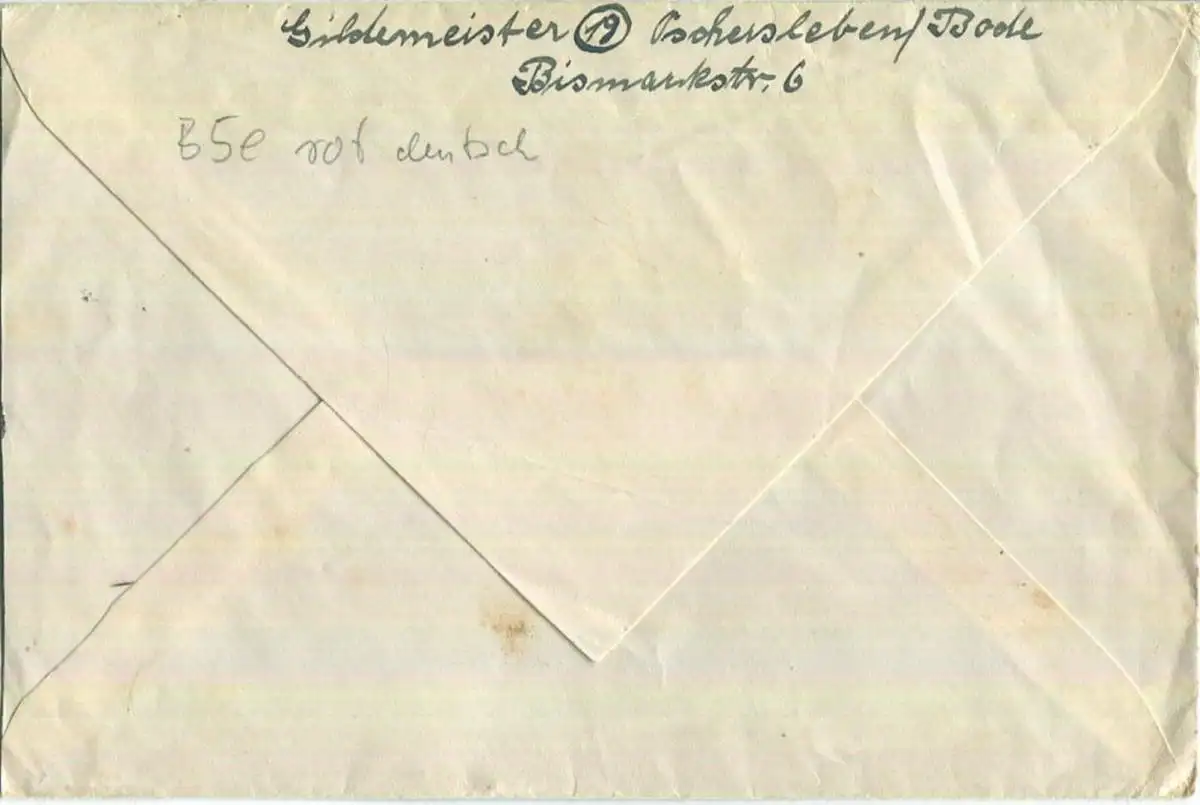 Gildemeister 19 Oschersleben/Bode
Bismarckstr. 6
B5e rot deutsch